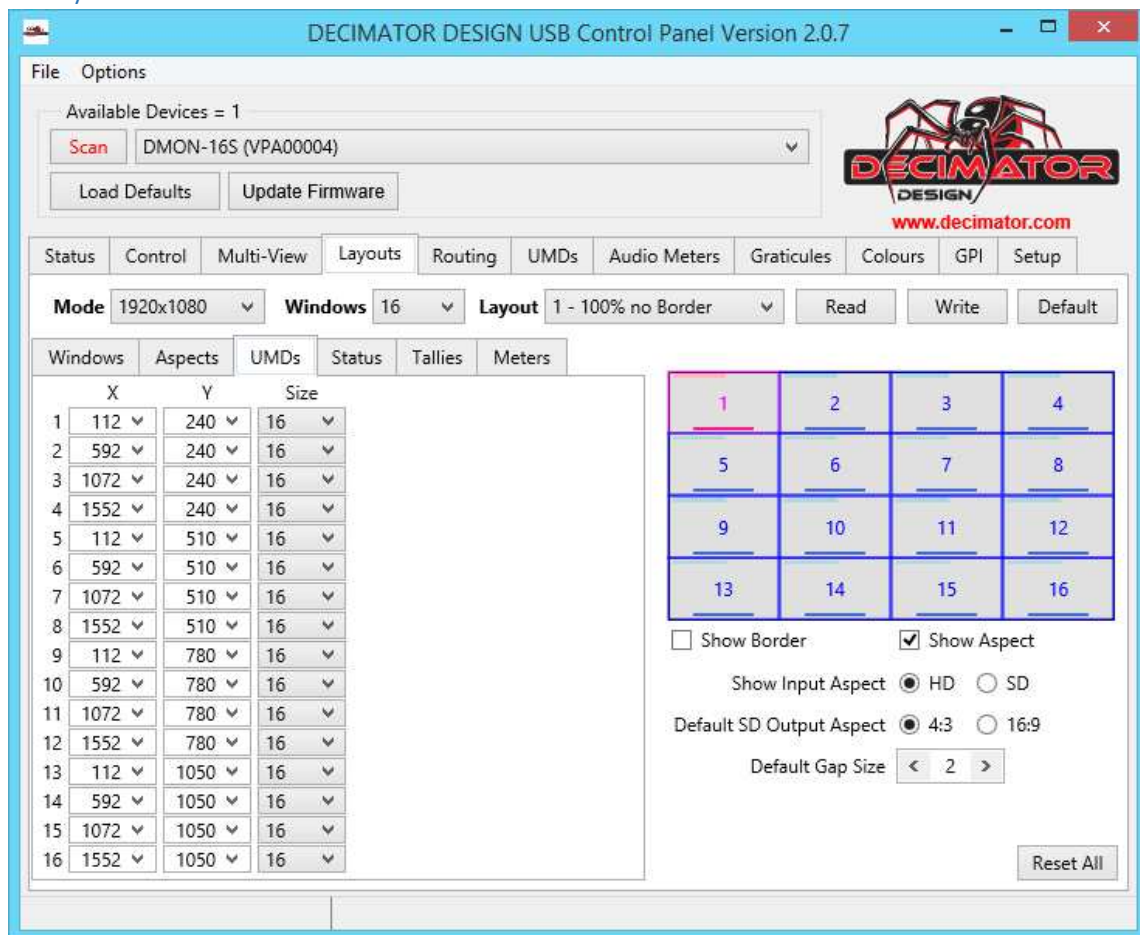 DECIMATOR DESIGN USB Control Panel Version 2.0.7
File Options
Available Devices = 1
Scan DMON-16S (VPA00004)
Load Defaults Update Firmware
DECIMATOR
DESIGN
www.decimator.com
Status Control Multi-View Layouts Routing UMDs Audio Meters Graticules Colours GPI Setup
Mode 1920x1080 Windows 16 Layout 1 - 100% no Border Read Write Default
Windows Aspects UMDs Status Tallies Meters
X Y Size
1 112 240 16
2 592 240 16
3 1072 240 16
4 1552 240 16
5 112 510 16
6 592 510 16
7 1072 510 16
8 1552 510 16
9 112 780 16
10 592 780 16
11 1072 780 16
12 1552 780 16
13 112 1050 16
14 592 1050 16
15 1072 1050 16
16 1552 1050 16
1 2 3 4
5 6 7 8
9 10 11 12
13 14 15 16
Show Border Show Aspect
Show Input Aspect HD SD
Default SD Output Aspect 4:3 16:9
Default Gap Size < 2 >
Reset All